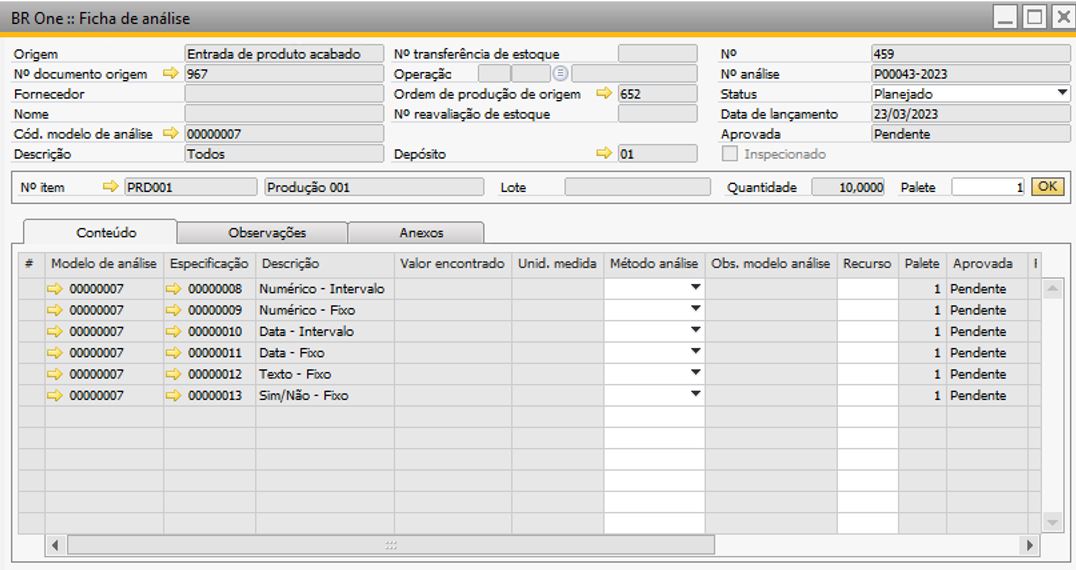 BR One :: Ficha de análise
Origem Entrada de produto acabado Nº transferência de estoque Nº 459
Nº documento origem 967 Operação Nº análise P00043-2023
Fornecedor Ordem de produção de origem 652 Status Planejado
Nome Nº reavaliação de estoque Data de lançamento 23/03/2023
Cód. modelo de análise 00000007 Aprovada Pendente
Descrição Todos Depósito 01 Inspecionado
Nº item PRD001 Produção 001 Lote Quantidade 10,0000 Palete 1 OK
Conteúdo Observações Anexos
# Modelo de análise Especificação Descrição Valor encontrado Unid. medida Método análise Obs. modelo análise Recurso Palete Aprovada
00000007 00000008 Numérico - Intervalo 1 Pendente
00000007 00000009 Numérico - Fixo 1 Pendente
00000007 00000010 Data - Intervalo 1 Pendente
00000007 00000011 Data - Fixo 1 Pendente
00000007 00000012 Texto - Fixo 1 Pendente
00000007 00000013 Sim/Não - Fixo 1 Pendente